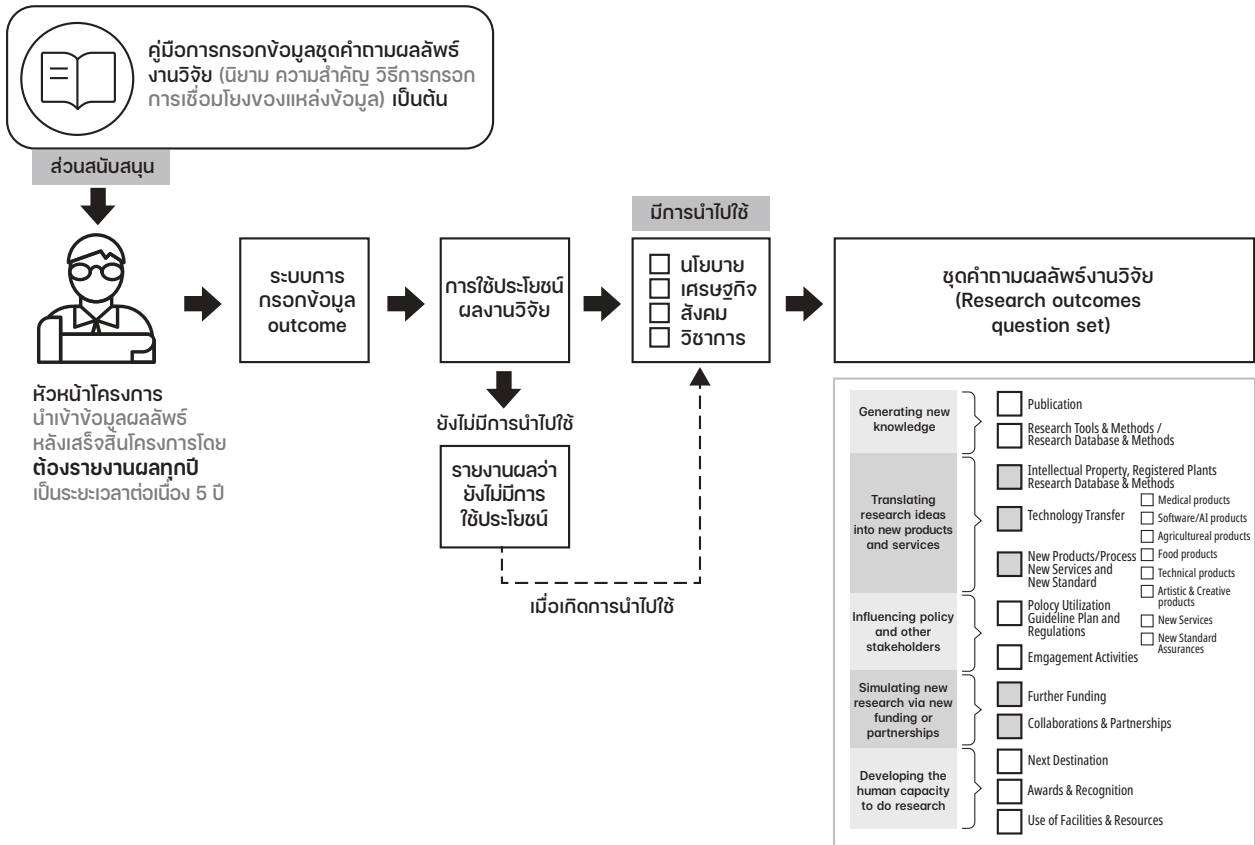 คู่มือการกรอกข้อมูลชุดคำถามผลลัพธ์
งานวิจัย (นิยาม ความสำคัญ วิธีการกรอก
การเชื่อมโยงของแหล่งข้อมูล) เป็นต้น
ส่วนสนับสนุน
หัวหน้าโครงการ
นำเข้าข้อมูลผลลัพธ์
หลังเสร็จสิ้นโครงการโดย
ต้องรายงานผลทุกปี
เป็นระยะเวลาต่อเนื่อง 5 ปี
ระบบการ
กรอกข้อมูล
outcome
การใช้ประโยชน์
ผลงานวิจัย
ยังไม่มีการนำไปใช้
รายงานผลว่า
ยังไม่มีการ
ใช้ประโยชน์
เมื่อเกิดการนำไปใช้
มีการนำไปใช้
นโยบาย
เศรษฐกิจ
สังคม
วิชาการ
ชุดคำถามผลลัพธ์งานวิจัย
(Research outcomes
question set)
Generating new
knowledge
Publication
Research Tools & Methods /
Research Database & Methods
Translating
research ideas
into new products
and services
Intellectual Property, Registered Plants
Research Database & Methods
Technology Transfer
New Products/Process
New Services and
New Standard
Medical products
Software/AI products
Agricultureal products
Food products
Technical products
Artistic & Creative
products
New Services
New Standard
Assurances
Influencing policy
and other
stakeholders
Polocy Utilization
Guideline Plan and
Regulations
Emgagement Activities
Simulating new
research via new
funding or
partnerships
Further Funding
Collaborations & Partnerships
Developing the
human capacity
to do research
Next Destination
Awards & Recognition
Use of Facilities & Resources